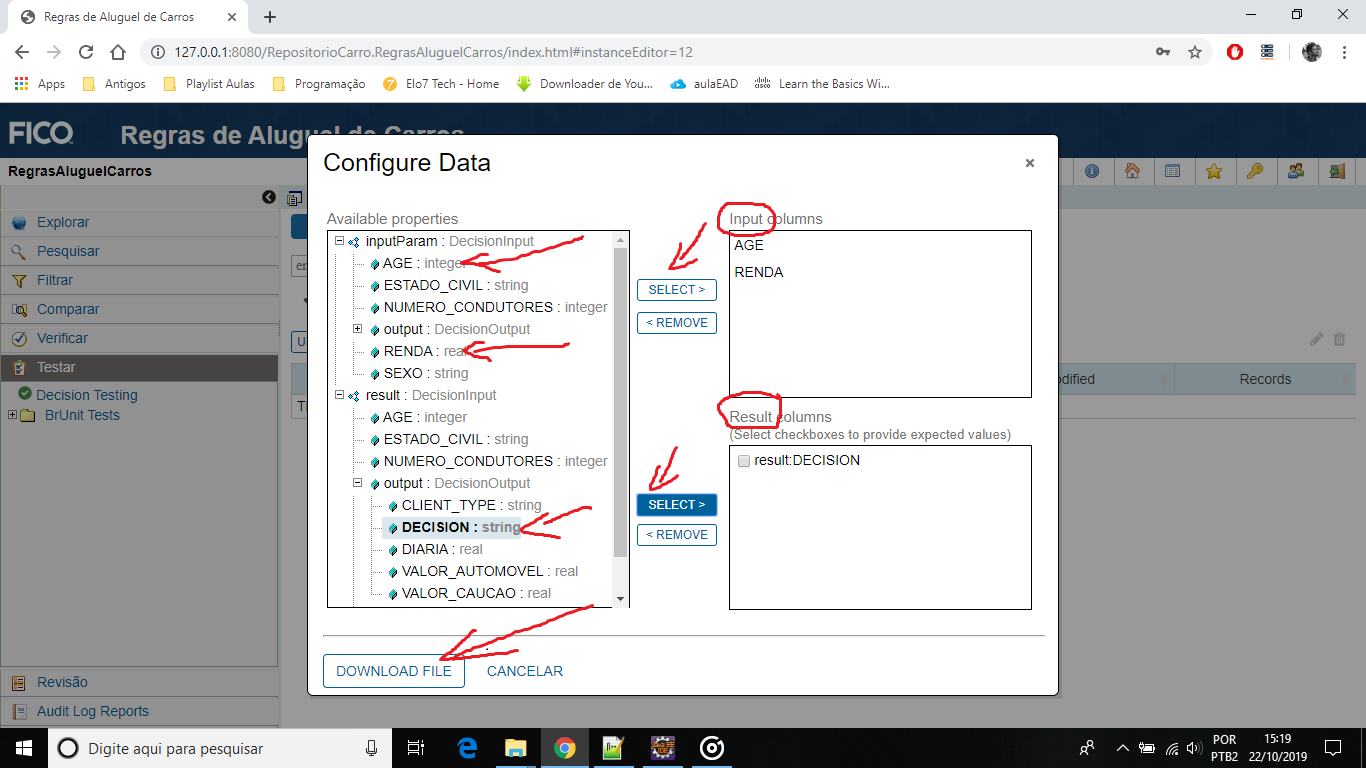 Regras de Aluguel de Carros
127.0.0.1:8080/RepositorioCarro.RegrasAluguelCarros/index.html#instanceEditor=12
Apps Antigos Playlist Aulas Programação Elo7 Tech - Home Downloader de You... aulaEAD Learn the Basics Wi...
FICO Regras de Aluguel de Carros
RegrasAluguelCarros
Explorar
Pesquisar
Filtrar
Comparar
Verificar
Testar
Decision Testing
BrUnit Tests
Revisão
Audit Log Reports
Configure Data
Available properties
inputParam : DecisionInput
AGE : integer
ESTADO_CIVIL : string
NUMERO_CONDUTORES : integer
output : DecisionOutput
RENDA : real
SEXO : string
result : DecisionInput
AGE : integer
ESTADO_CIVIL : string
NUMERO_CONDUTORES : integer
output : DecisionOutput
CLIENT_TYPE : string
DECISION : string
DIARIA : real
VALOR_AUTOMOVEL : real
VALOR_CAUCAO : real
SELECT >
< REMOVE
SELECT >
< REMOVE
Input columns
AGE
RENDA
Result columns
(Select checkboxes to provide expected values)
result:DECISION
DOWNLOAD FILE CANCELAR
Records
Digite aqui para pesquisar
POR
PTB2
15:19
22/10/2019